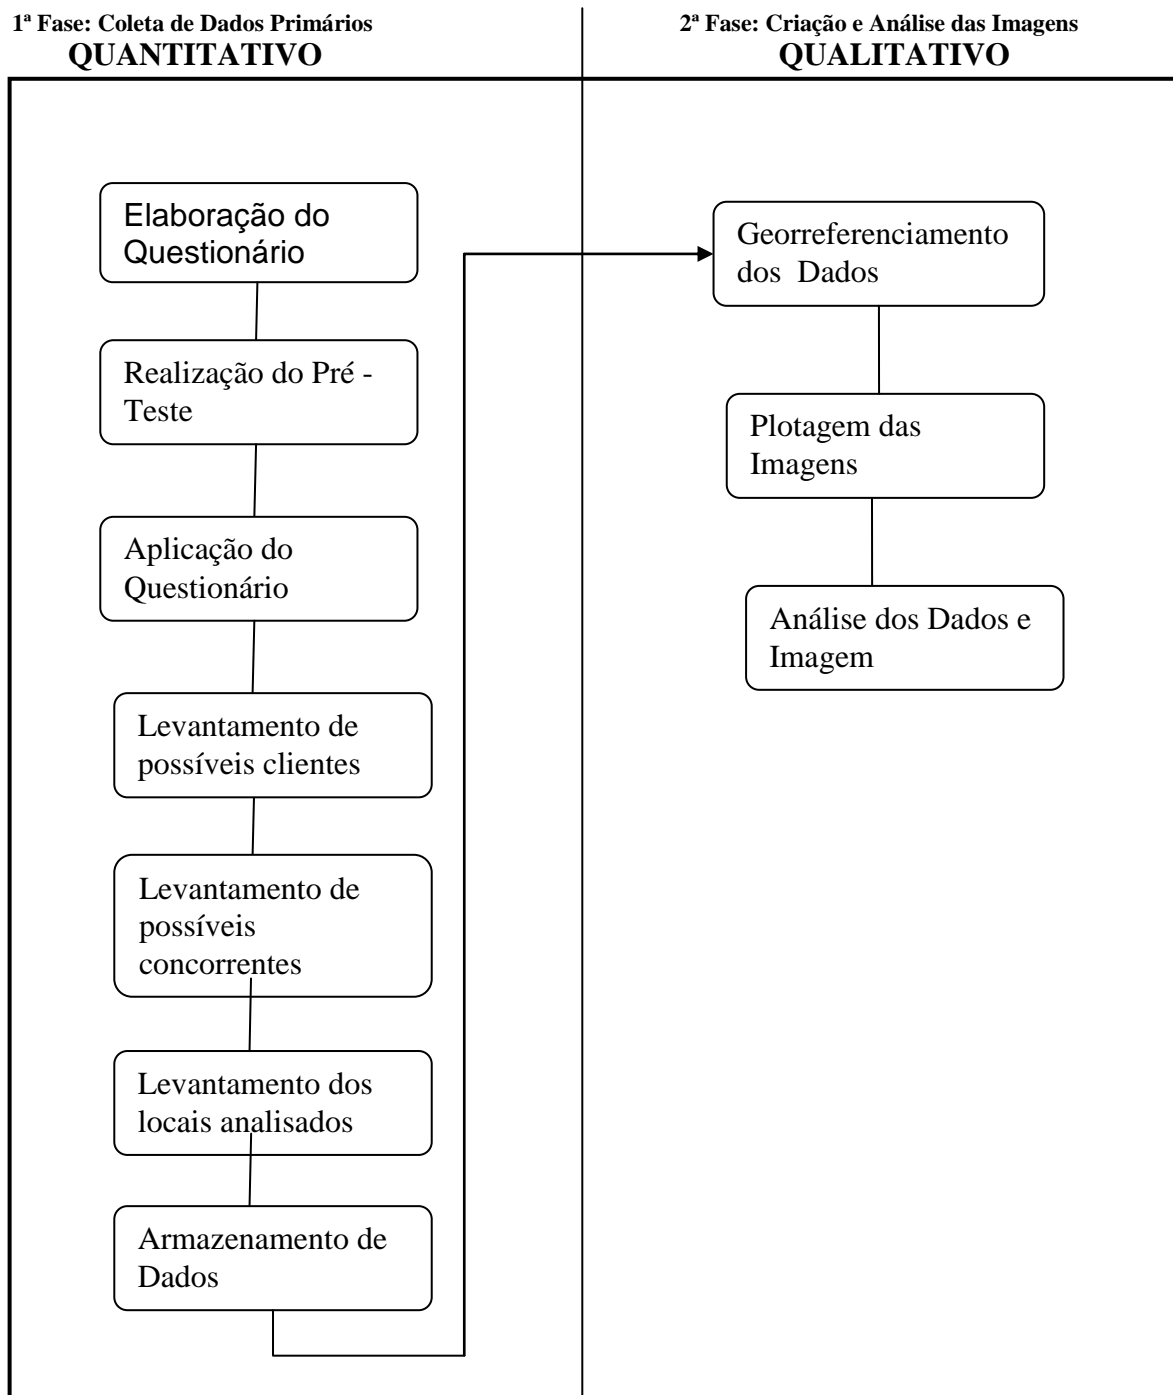 1ª Fase: Coleta de Dados Primários
QUANTITATIVO
2ª Fase: Criação e Análise das Imagens
QUALITATIVO
Elaboração do
Questionário
Realização do Pré -
Teste
Aplicação do
Questionário
Levantamento de
possíveis clientes
Levantamento de
possíveis
concorrentes
Levantamento dos
locais analisados
Armazenamento de
Dados
Georreferenciamento
dos  Dados
Plotagem das
Imagens
Análise dos Dados e
Imagem